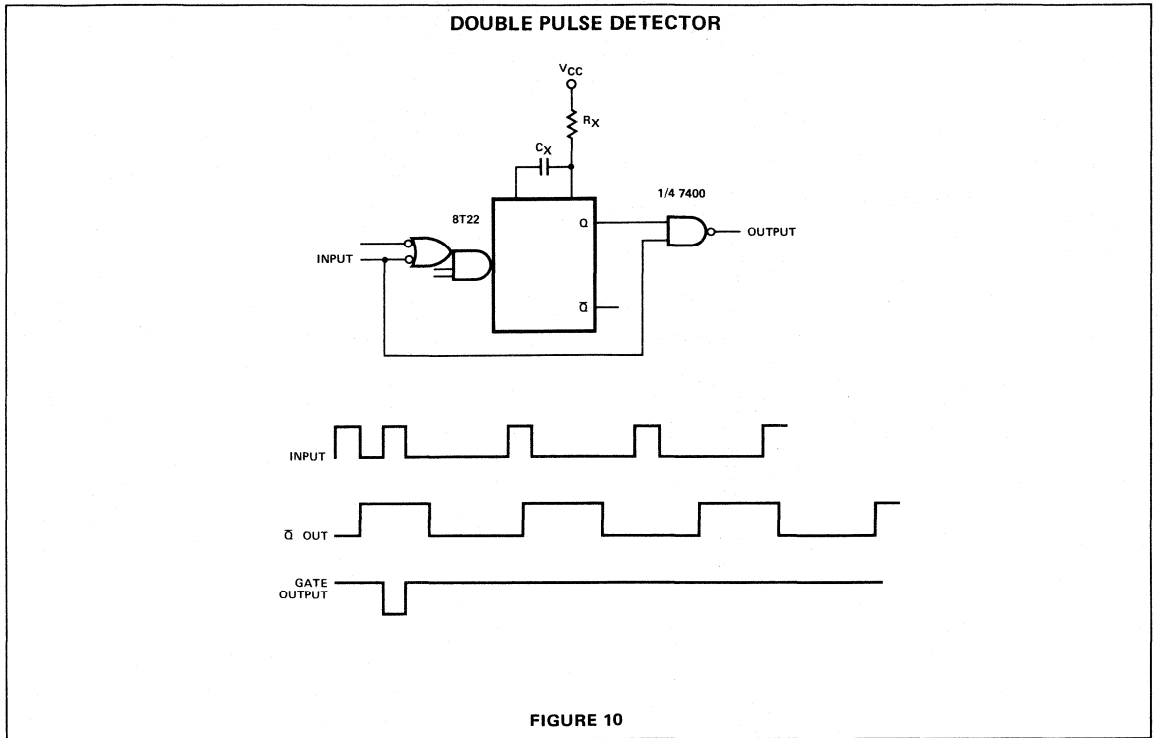 DOUBLE PULSE DETECTOR
VCC
RX
CX
1/4 7400
8T22
Q
OUTPUT
INPUT
Q̅
INPUT
Q̅ OUT
GATE
OUTPUT
FIGURE 10